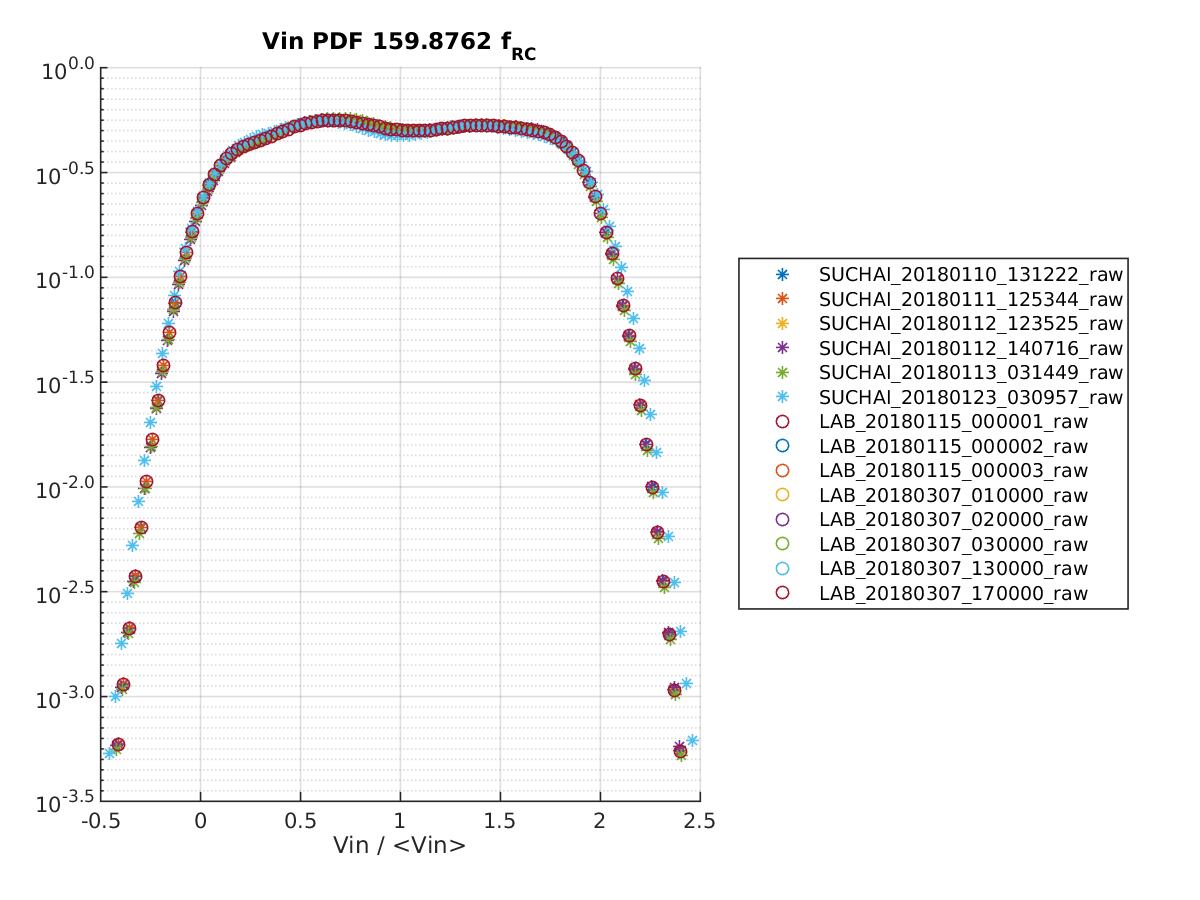 Vin PDF 159.8762 f_RC
10^0.0
10^-0.5
10^-1.0
10^-1.5
10^-2.0
10^-2.5
10^-3.0
10^-3.5
-0.5 0 0.5 1 1.5 2 2.5
Vin / <Vin>
SUCHAI_20180110_131222_raw
SUCHAI_20180111_125344_raw
SUCHAI_20180112_123525_raw
SUCHAI_20180112_140716_raw
SUCHAI_20180113_031449_raw
SUCHAI_20180123_030957_raw
LAB_20180115_000001_raw
LAB_20180115_000002_raw
LAB_20180115_000003_raw
LAB_20180307_010000_raw
LAB_20180307_020000_raw
LAB_20180307_030000_raw
LAB_20180307_130000_raw
LAB_20180307_170000_raw